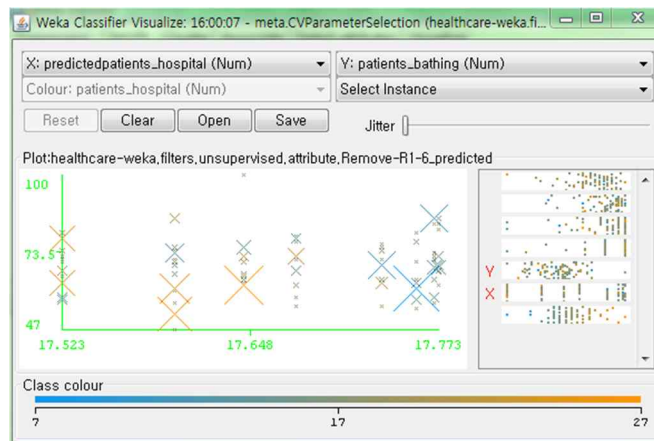 Weka Classifier Visualize: 16:00:07 - meta.CVParameterSelection (healthcare-weka.fi...
X: predictedpatients_hospital (Num)
Y: patients_bathing (Num)
Colour: patients_hospital (Num)
Select Instance
Reset
Clear
Open
Save
Jitter
Plot:healthcare-weka,filters,unsupervised,attribute,Remove-R1-6_predicted
100
73.5
47
17.523
17.648
17.773
Y
X
Class colour
7
17
27